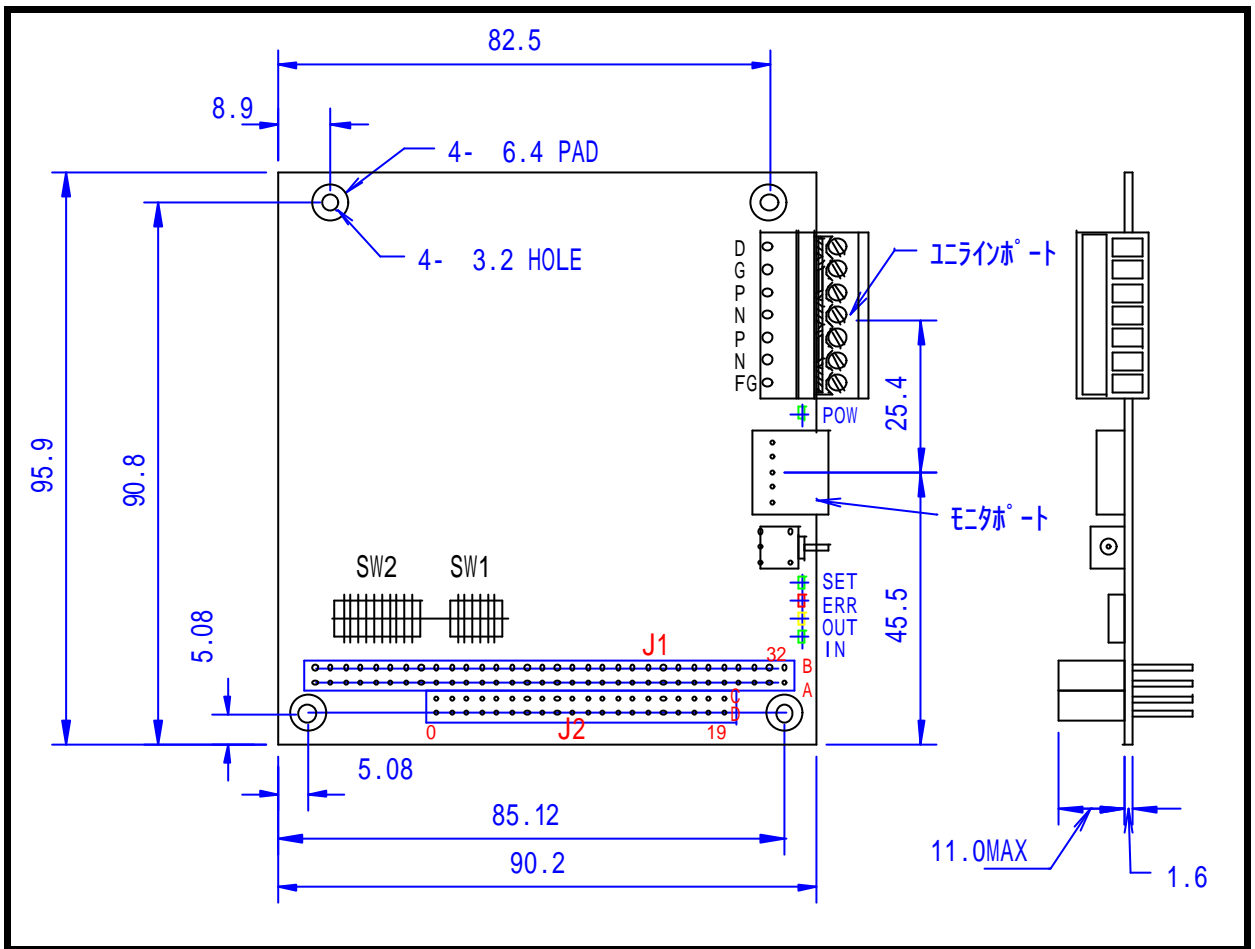 82.5
8.9
4- 6.4 PAD
4- 3.2 HOLE
D
G
P
N
P
N
FG
ユニラインポート
POW
25.4
95.9
90.8
モニタポート
SW2
SW1
SET
ERR
OUT
IN
45.5
5.08
J1
32
B
A
C
D
0
J2
19
5.08
85.12
90.2
11.0MAX
1.6